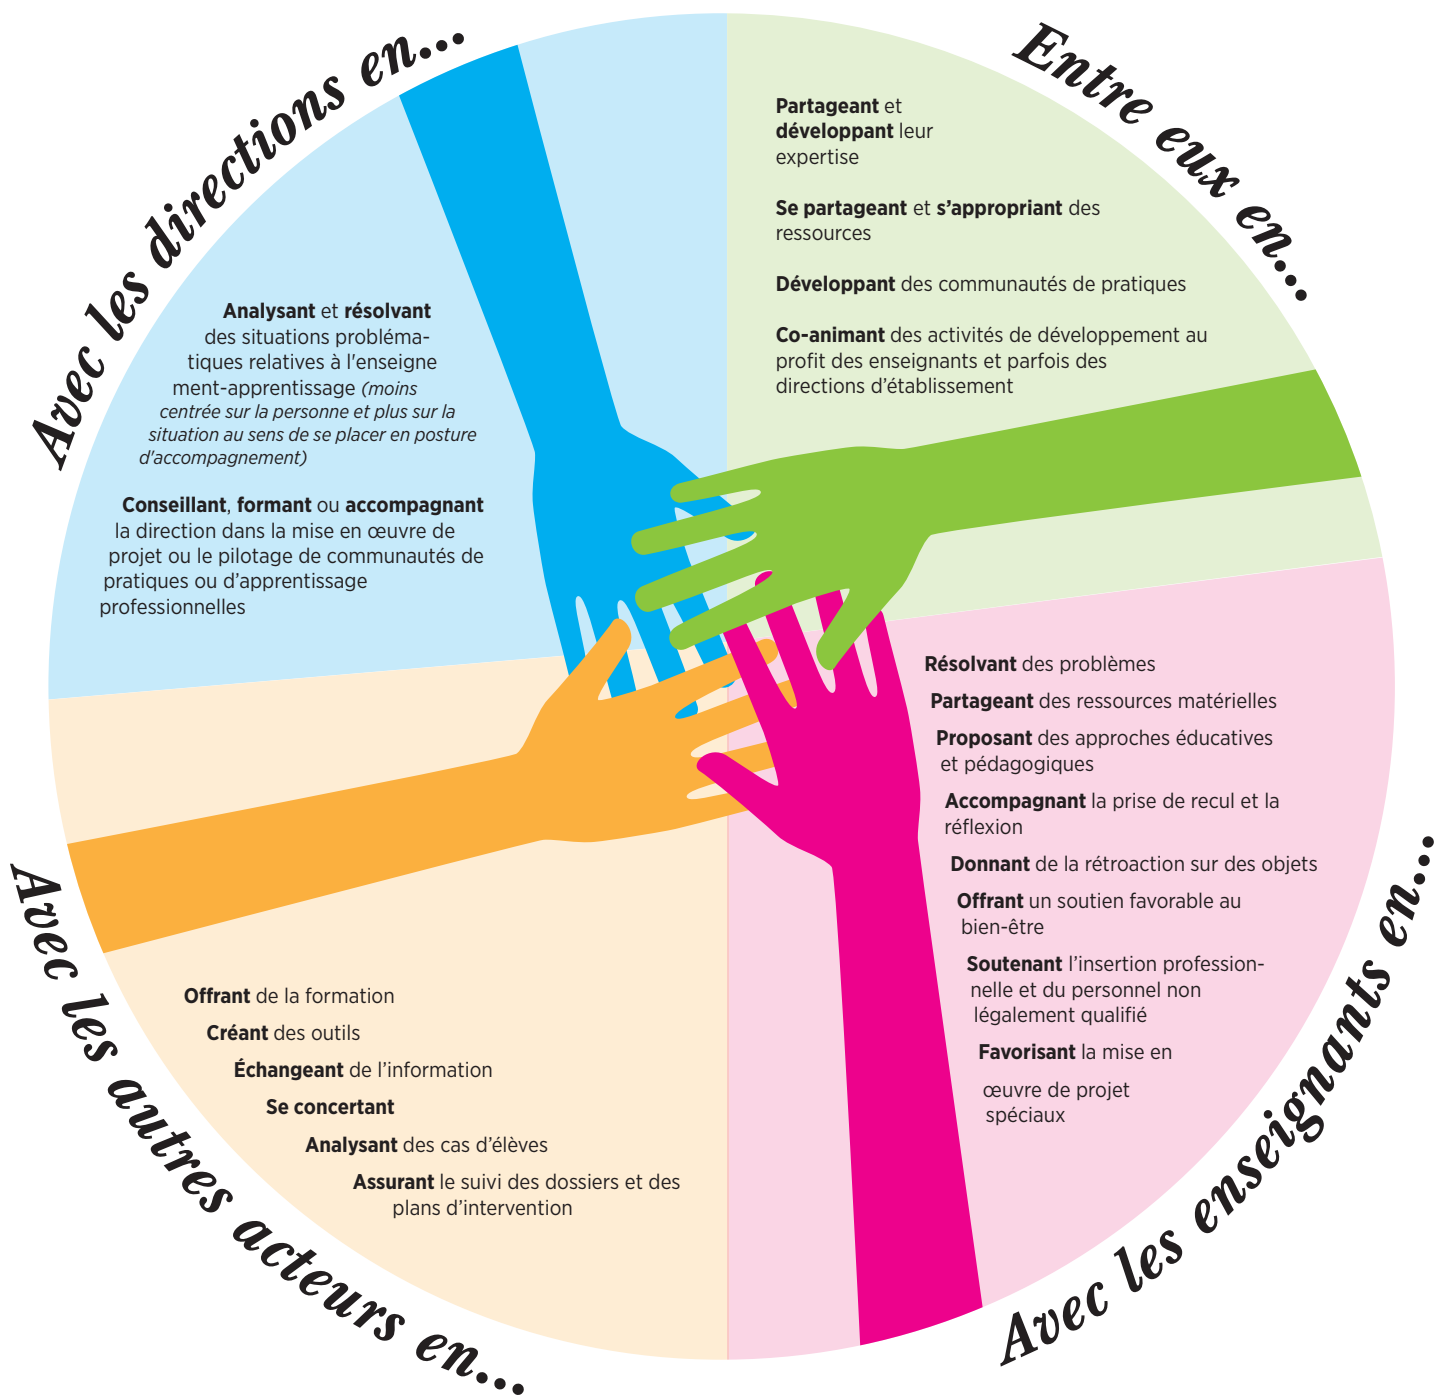 Avec les directions en...
Analysant et résolvant
des situations probléma-
tiques relatives à l'enseigne
ment-apprentissage (moins
centrée sur la personne et plus sur la
situation au sens de se placer en posture
d'accompagnement)
Conseillant, formant ou accompagnant
la direction dans la mise en œuvre de
projet ou le pilotage de communautés de
pratiques ou d’apprentissage
professionnelles
Entre eux en...
Partageant et
développant leur
expertise
Se partageant et s’appropriant des
ressources
Développant des communautés de pratiques
Co-animant des activités de développement au
profit des enseignants et parfois des
directions d’établissement
Avec les enseignants en...
Résolvant des problèmes
Partageant des ressources matérielles
Proposant des approches éducatives
et pédagogiques
Accompagnant la prise de recul et la
réflexion
Donnant de la rétroaction sur des objets
Offrant un soutien favorable au
bien-être
Soutenant l’insertion profession-
nelle et du personnel non
légalement qualifié
Favorisant la mise en
œuvre de projet
spéciaux
Avec les autres acteurs en...
Offrant de la formation
Créant des outils
Échangeant de l’information
Se concertant
Analysant des cas d’élèves
Assurant le suivi des dossiers et des
plans d’intervention